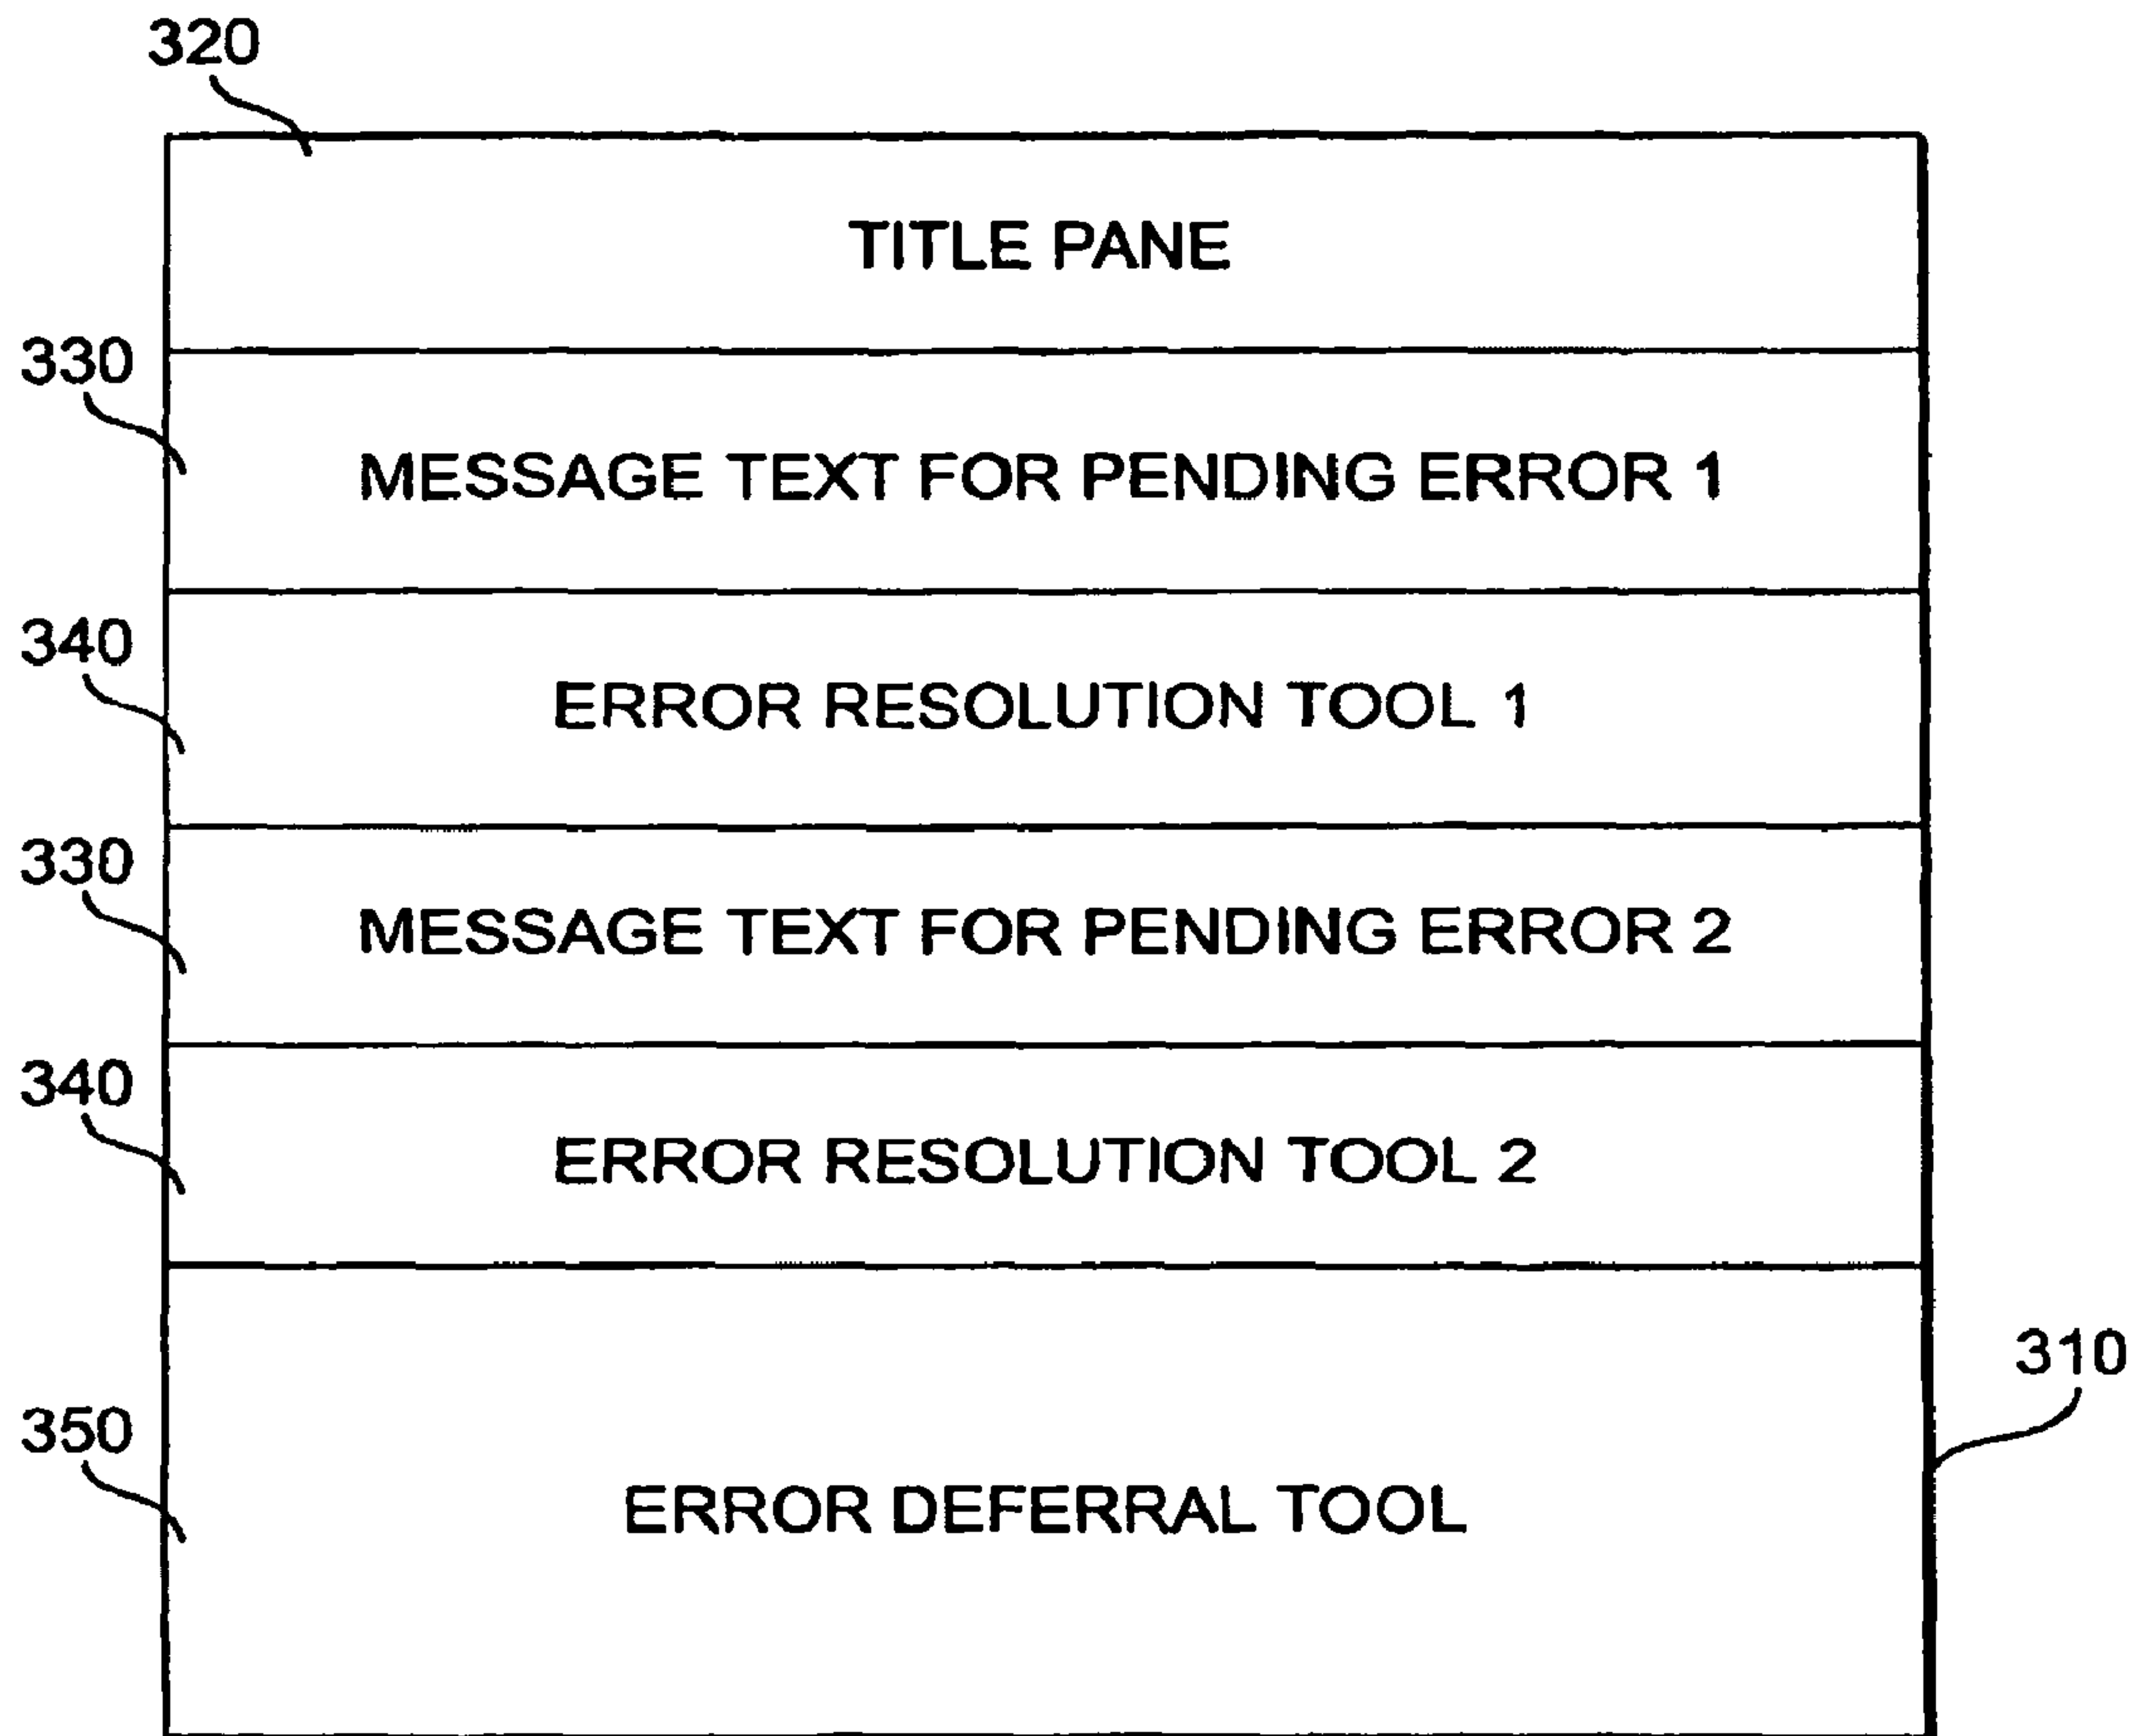 320
TITLE PANE
330
MESSAGE TEXT FOR PENDING ERROR 1
340
ERROR RESOLUTION TOOL 1
330
MESSAGE TEXT FOR PENDING ERROR 2
340
ERROR RESOLUTION TOOL 2
310
350
ERROR DEFERRAL TOOL